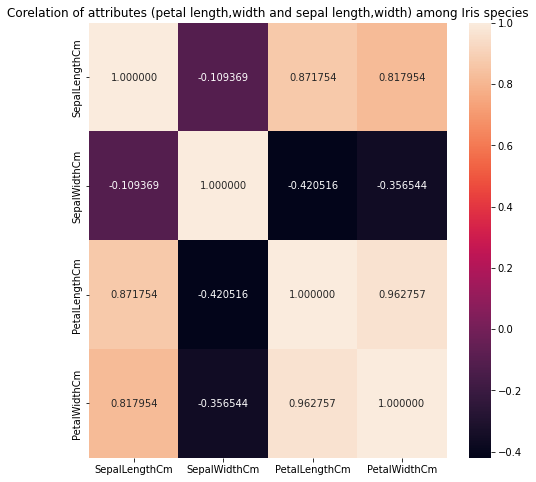 Corelation of attributes (petal length,width and sepal length,width) among Iris species
SepalLengthCm
1.000000 -0.109369 0.871754 0.817954
SepalWidthCm
-0.109369 1.000000 -0.420516 -0.356544
PetalLengthCm
0.871754 -0.420516 1.000000 0.962757
PetalWidthCm
0.817954 -0.356544 0.962757 1.000000
SepalLengthCm SepalWidthCm PetalLengthCm PetalWidthCm
1.0
0.8
0.6
0.4
0.2
0.0
−0.2
−0.4